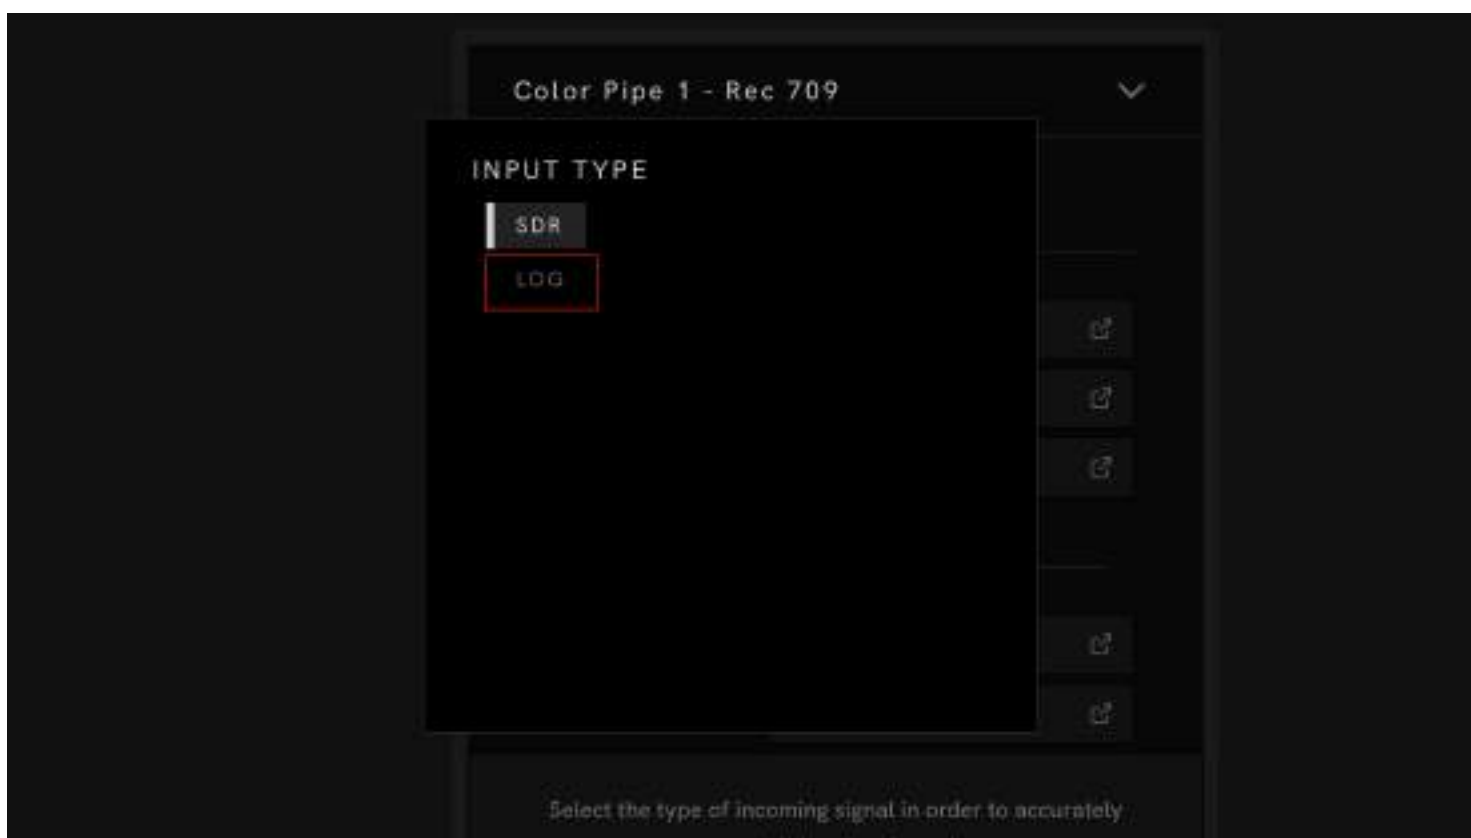 Color Pipe 1 - Rec 709
INPUT TYPE
SDR
LOG
Select the type of incoming signal in order to accurately